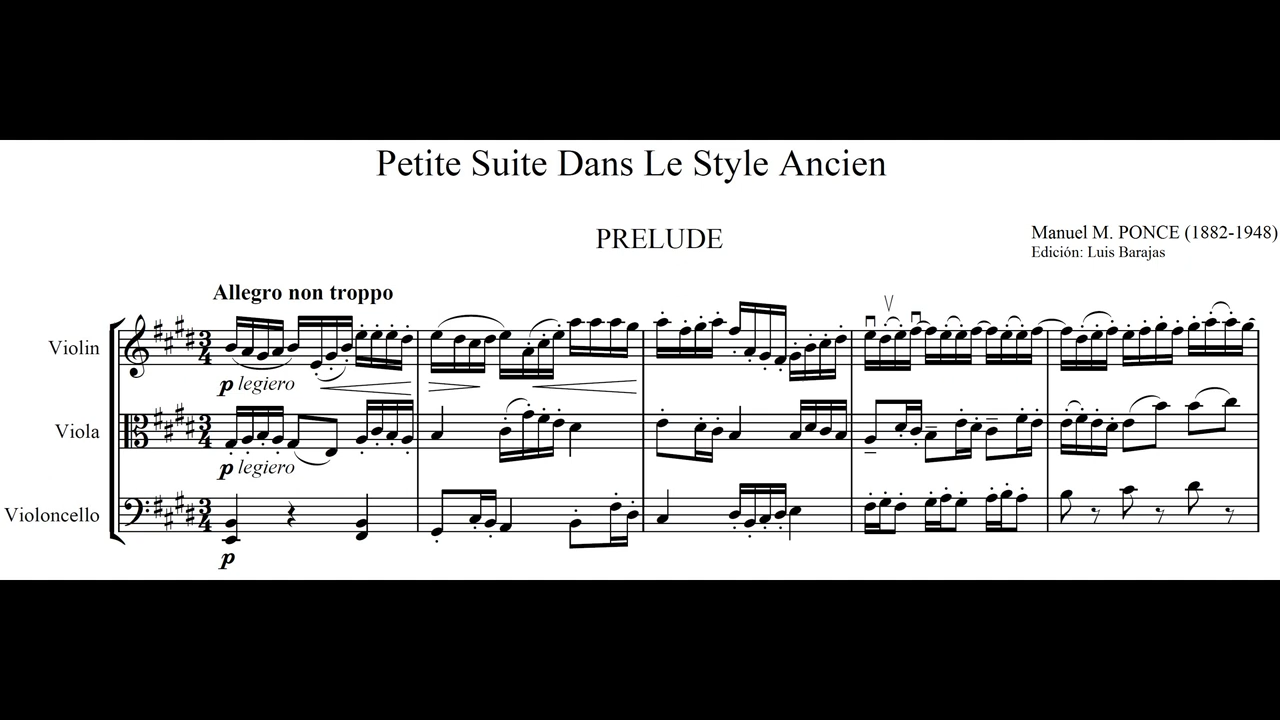 Petite Suite Dans Le Style Ancien
PRELUDE
Manuel M. PONCE (1882-1948)
Edición: Luis Barajas
Allegro non troppo
Violin
p legiero
Viola
p legiero
Violoncello
p